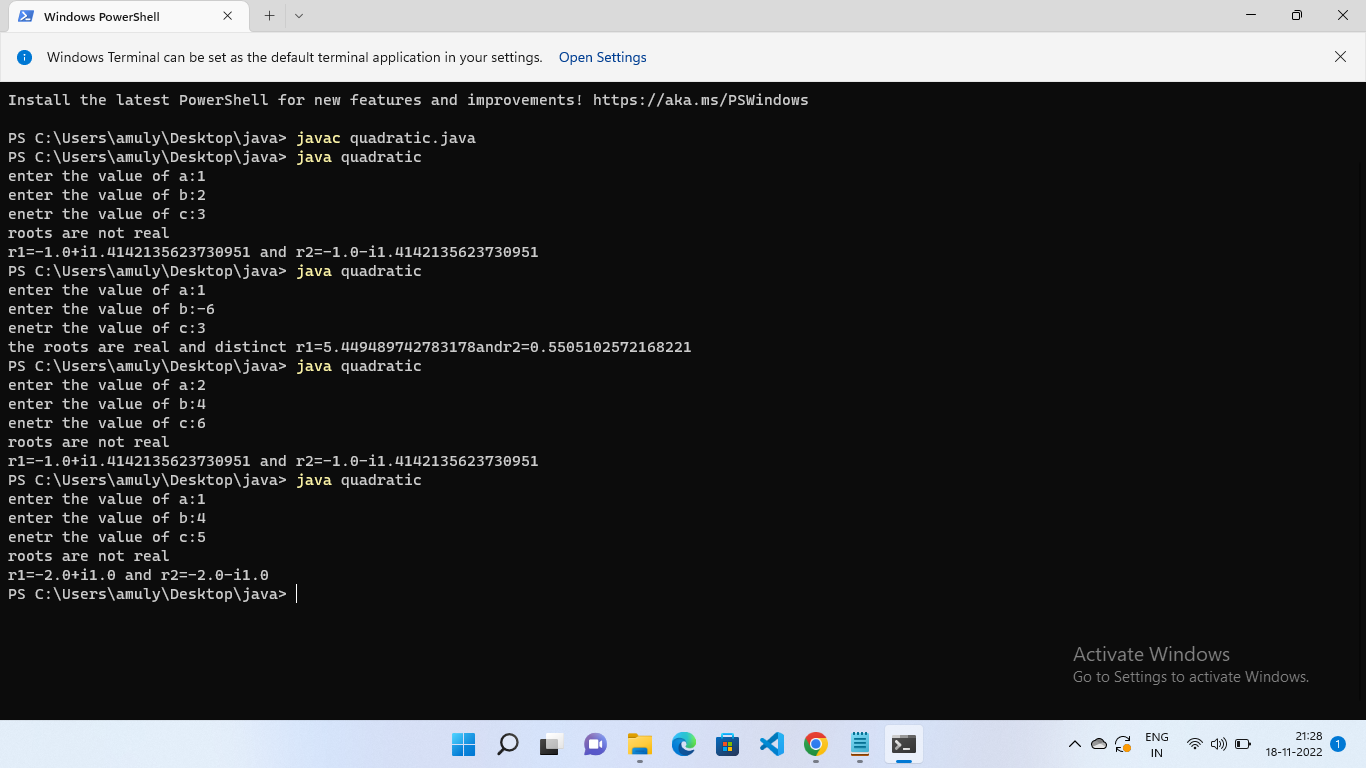 Windows PowerShell
Windows Terminal can be set as the default terminal application in your settings. Open Settings
Install the latest PowerShell for new features and improvements! https://aka.ms/PSWindows
PS C:\Users\amuly\Desktop\java> javac quadratic.java
PS C:\Users\amuly\Desktop\java> java quadratic
enter the value of a:1
enter the value of b:2
enetr the value of c:3
roots are not real
r1=-1.0+i1.4142135623730951 and r2=-1.0-i1.4142135623730951
PS C:\Users\amuly\Desktop\java> java quadratic
enter the value of a:1
enter the value of b:-6
enetr the value of c:3
the roots are real and distinct r1=5.449489742783178andr2=0.5505102572168221
PS C:\Users\amuly\Desktop\java> java quadratic
enter the value of a:2
enter the value of b:4
enetr the value of c:6
roots are not real
r1=-1.0+i1.4142135623730951 and r2=-1.0-i1.4142135623730951
PS C:\Users\amuly\Desktop\java> java quadratic
enter the value of a:1
enter the value of b:4
enetr the value of c:5
roots are not real
r1=-2.0+i1.0 and r2=-2.0-i1.0
PS C:\Users\amuly\Desktop\java>
Activate Windows
Go to Settings to activate Windows.
ENG
IN
21:28
18-11-2022
1